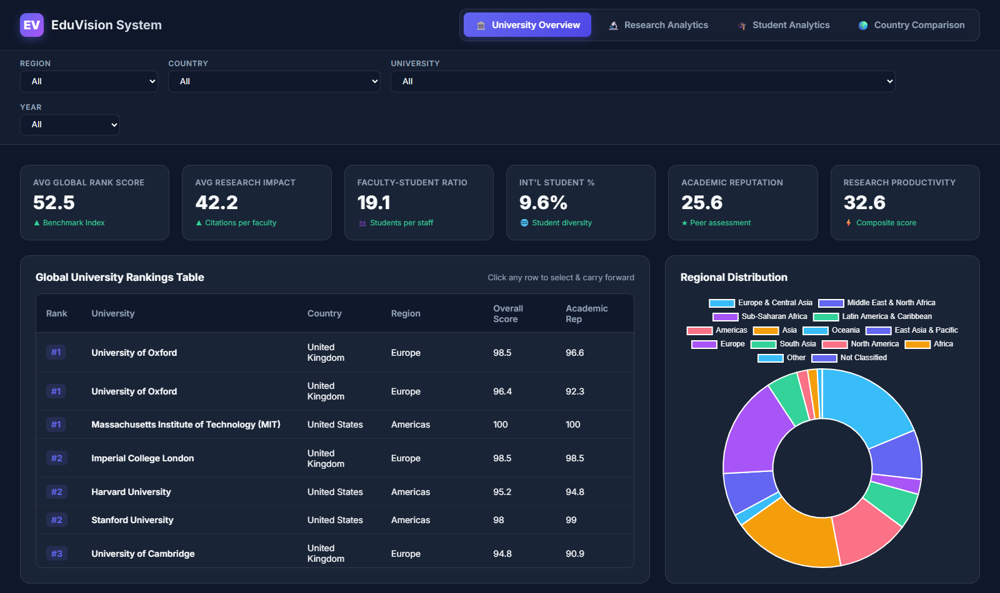 EV EduVision System
University Overview
Research Analytics
Student Analytics
Country Comparison
REGION
All
COUNTRY
All
UNIVERSITY
All
YEAR
All
AVG GLOBAL RANK SCORE
52.5
▲ Benchmark Index
AVG RESEARCH IMPACT
42.2
▲ Citations per faculty
FACULTY-STUDENT RATIO
19.1
Students per staff
INT'L STUDENT %
9.6%
Student diversity
ACADEMIC REPUTATION
25.6
★ Peer assessment
RESEARCH PRODUCTIVITY
32.6
Composite score
Global University Rankings Table
Click any row to select & carry forward
Rank University Country Region Overall Score Academic Rep
#1 University of Oxford United Kingdom Europe 98.5 96.6
#1 University of Oxford United Kingdom Europe 96.4 92.3
#1 Massachusetts Institute of Technology (MIT) United States Americas 100 100
#2 Imperial College London United Kingdom Europe 98.5 98.5
#2 Harvard University United States Americas 95.2 94.8
#2 Stanford University United States Americas 98 99
#3 University of Cambridge United Kingdom Europe 94.8 90.9
Regional Distribution
Europe & Central Asia Middle East & North Africa
Sub-Saharan Africa Latin America & Caribbean
Americas Asia Oceania East Asia & Pacific
Europe South Asia North America Africa
Other Not Classified